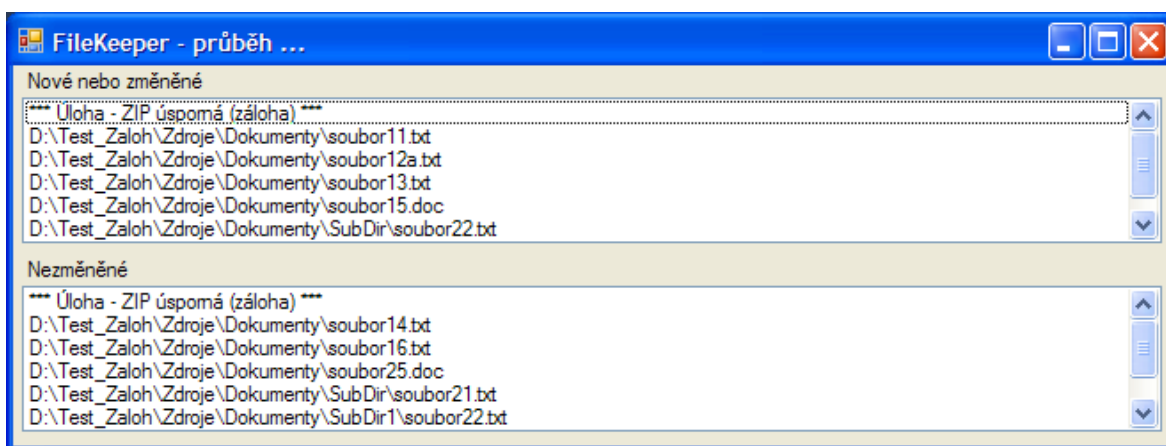 FileKeeper - průběh ...
Nové nebo změněné
*** Úloha - ZIP úsporná (záloha) ***
D:\Test_Zaloh\Zdroje\Dokumenty\soubor11.txt
D:\Test_Zaloh\Zdroje\Dokumenty\soubor12a.txt
D:\Test_Zaloh\Zdroje\Dokumenty\soubor13.txt
D:\Test_Zaloh\Zdroje\Dokumenty\soubor15.doc
D:\Test_Zaloh\Zdroje\Dokumenty\SubDir\soubor22.txt
Nezměněné
*** Úloha - ZIP úsporná (záloha) ***
D:\Test_Zaloh\Zdroje\Dokumenty\soubor14.txt
D:\Test_Zaloh\Zdroje\Dokumenty\soubor16.txt
D:\Test_Zaloh\Zdroje\Dokumenty\soubor25.doc
D:\Test_Zaloh\Zdroje\Dokumenty\SubDir\soubor21.txt
D:\Test_Zaloh\Zdroje\Dokumenty\SubDir1\soubor22.txt